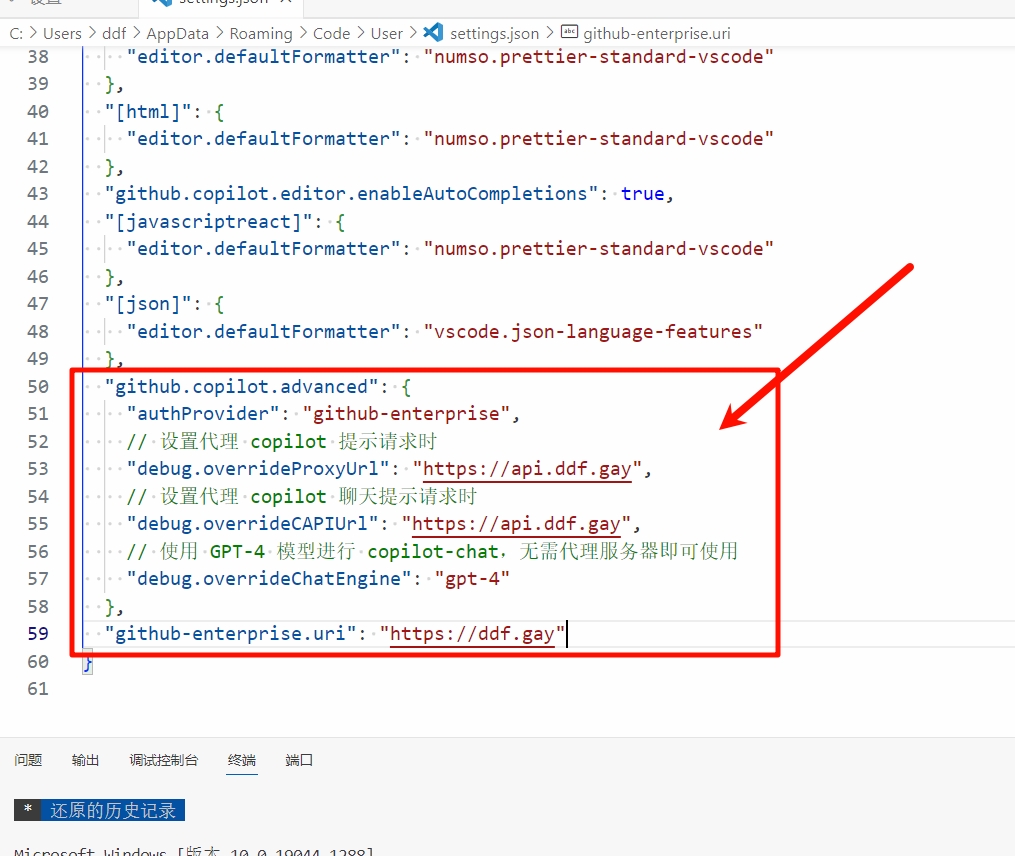 设置
settings.json
C: > Users > ddf > AppData > Roaming > Code > User > settings.json > github-enterprise.uri
38 "editor.defaultFormatter": "numso.prettier-standard-vscode"
39 },
40 "[html]": {
41 "editor.defaultFormatter": "numso.prettier-standard-vscode"
42 },
43 "github.copilot.editor.enableAutoCompletions": true,
44 "[javascriptreact]": {
45 "editor.defaultFormatter": "numso.prettier-standard-vscode"
46 },
47 "[json]": {
48 "editor.defaultFormatter": "vscode.json-language-features"
49 },
50 "github.copilot.advanced": {
51 "authProvider": "github-enterprise",
52 // 设置代理 copilot 提示请求时
53 "debug.overrideProxyUrl": "https://api.ddf.gay",
54 // 设置代理 copilot 聊天提示请求时
55 "debug.overrideCAPIUrl": "https://api.ddf.gay",
56 // 使用 GPT-4 模型进行 copilot-chat，无需代理服务器即可使用
57 "debug.overrideChatEngine": "gpt-4"
58 },
59 "github-enterprise.uri": "https://ddf.gay"
60 }
61
问题 输出 调试控制台 终端 端口
* 还原的历史记录
Microsoft Windows [版本 10.0.19044.1288]